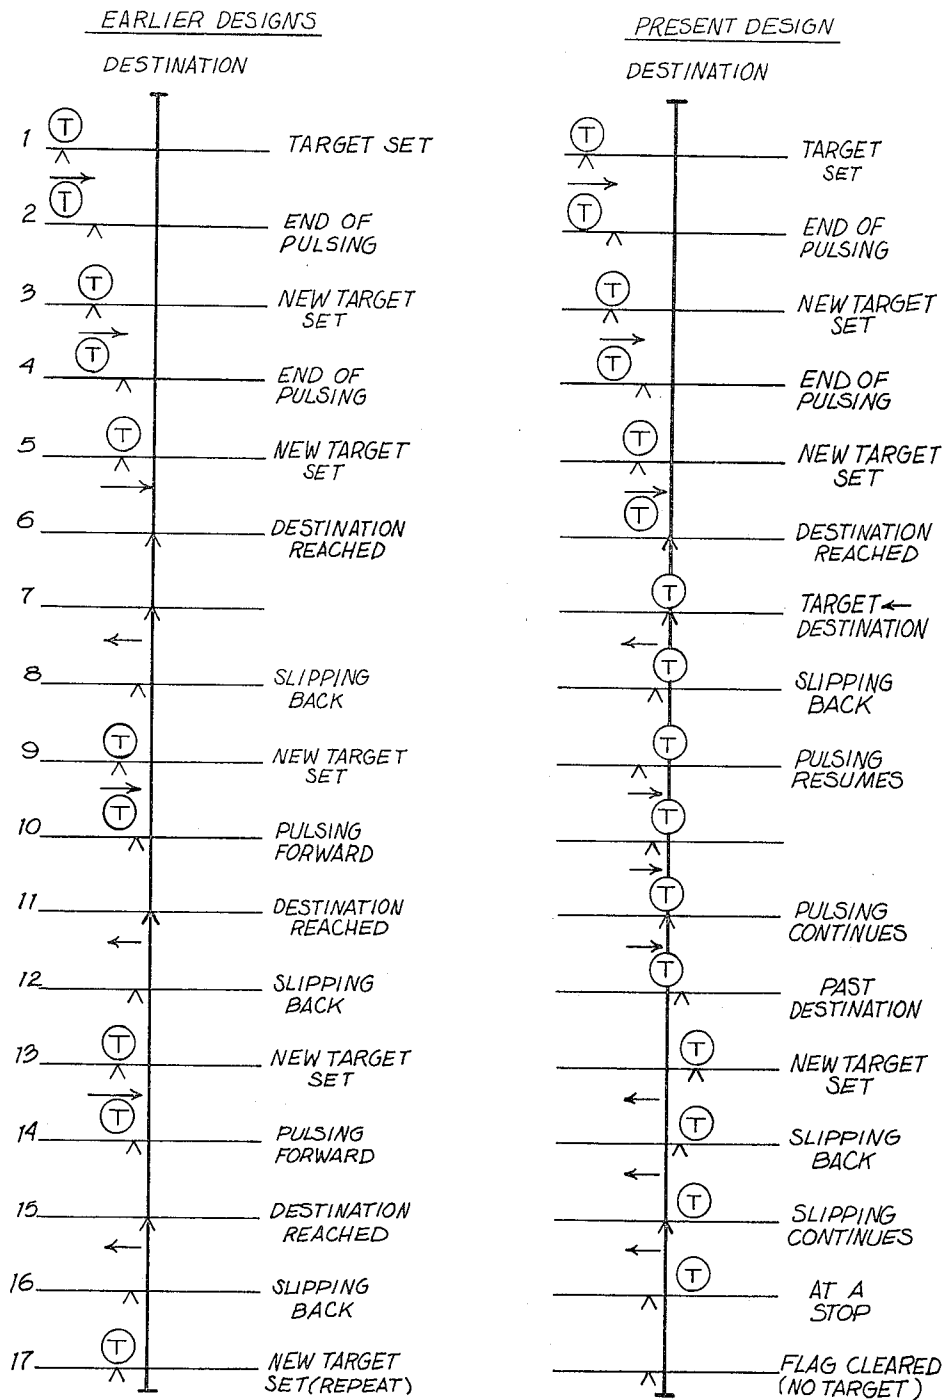 EARLIER DESIGNS
DESTINATION
1 T TARGET SET
T
2 END OF
PULSING
T
3 NEW TARGET
SET
T
4 END OF
PULSING
T
5 NEW TARGET
SET
6 DESTINATION
REACHED
7
8 SLIPPING
BACK
T
9 NEW TARGET
SET
T
10 PULSING
FORWARD
11 DESTINATION
REACHED
12 SLIPPING
BACK
T
13 NEW TARGET
SET
T
14 PULSING
FORWARD
15 DESTINATION
REACHED
16 SLIPPING
BACK
T
17 NEW TARGET
SET (REPEAT)
PRESENT DESIGN
DESTINATION
T
TARGET
SET
T
END OF
PULSING
T
NEW TARGET
SET
T
END OF
PULSING
T
NEW TARGET
SET
T
DESTINATION
REACHED
T
TARGET ←
DESTINATION
T
SLIPPING
BACK
T
PULSING
RESUMES
T
T
PULSING
CONTINUES
T
PAST
DESTINATION
T
NEW TARGET
SET
T
SLIPPING
BACK
T
SLIPPING
CONTINUES
T
AT A
STOP
FLAG CLEARED
(NO TARGET)